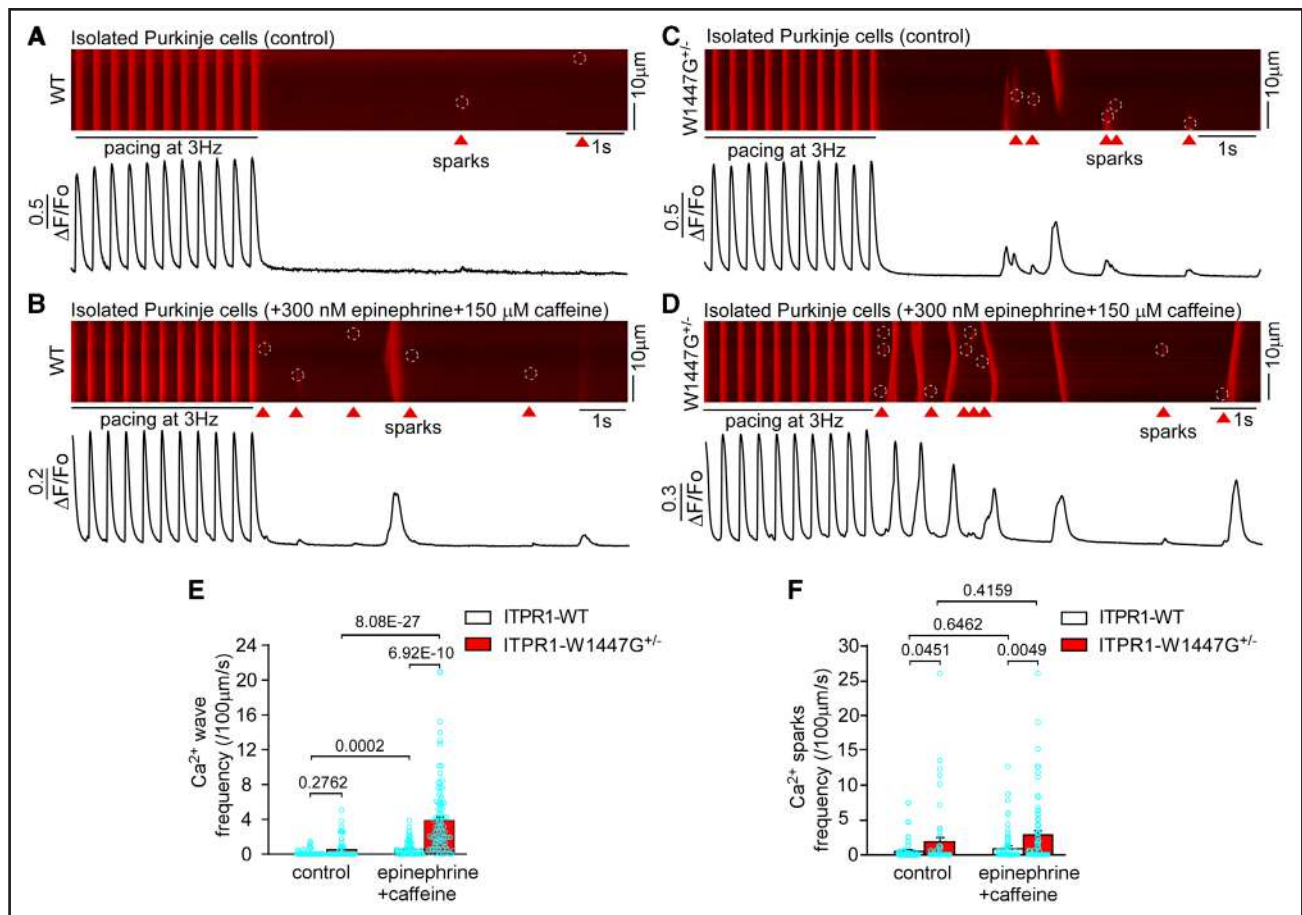 A
Isolated Purkinje cells (control)
WT
10µm
pacing at 3Hz
sparks
1s
0.5
ΔF/Fo
B
Isolated Purkinje cells (+300 nM epinephrine+150 µM caffeine)
WT
10µm
pacing at 3Hz
sparks
1s
0.2
ΔF/Fo
C
Isolated Purkinje cells (control)
W1447G+/-
10µm
pacing at 3Hz
sparks
1s
0.5
ΔF/Fo
D
Isolated Purkinje cells (+300 nM epinephrine+150 µM caffeine)
W1447G+/-
10µm
pacing at 3Hz
sparks
1s
0.3
ΔF/Fo
E
ITPR1-WT
ITPR1-W1447G+/-
8.08E-27
6.92E-10
0.0002
0.2762
Ca2+ wave
frequency (/100µm/s)
24
20
16
12
8
4
0
control
epinephrine
+caffeine
F
ITPR1-WT
ITPR1-W1447G+/-
0.4159
0.6462
0.0451
0.0049
Ca2+ sparks
frequency (/100µm/s)
30
25
20
15
10
5
0
control
epinephrine
+caffeine